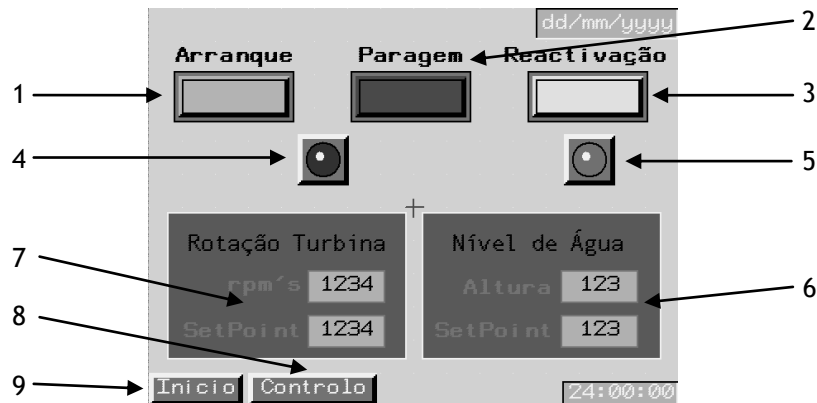 dd/mm/yyyy
2
Arranque Paragem Reactivação
1
3
4
5
Rotação Turbina
Nível de Água
7
rpm´s 1234
Altura 123
6
8
SetPoint 1234
SetPoint 123
9
Inicio Controlo
24:00:00